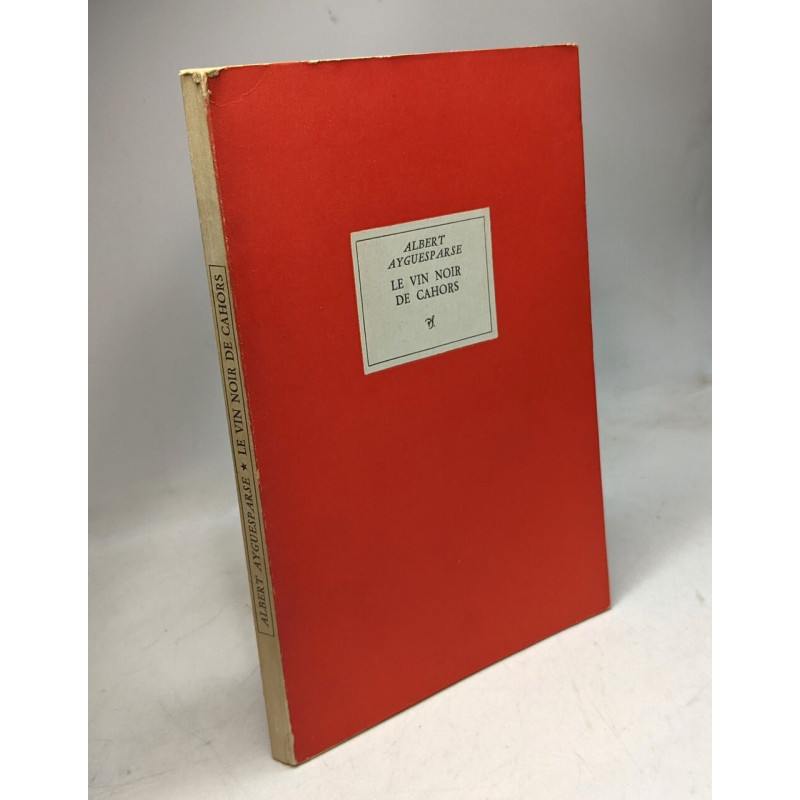 ALBERT
AYGUESPARSE
LE VIN NOIR
DE CAHORS
ALBERT AYGUESPARSE ★ LE VIN NOIR DE CAHORS